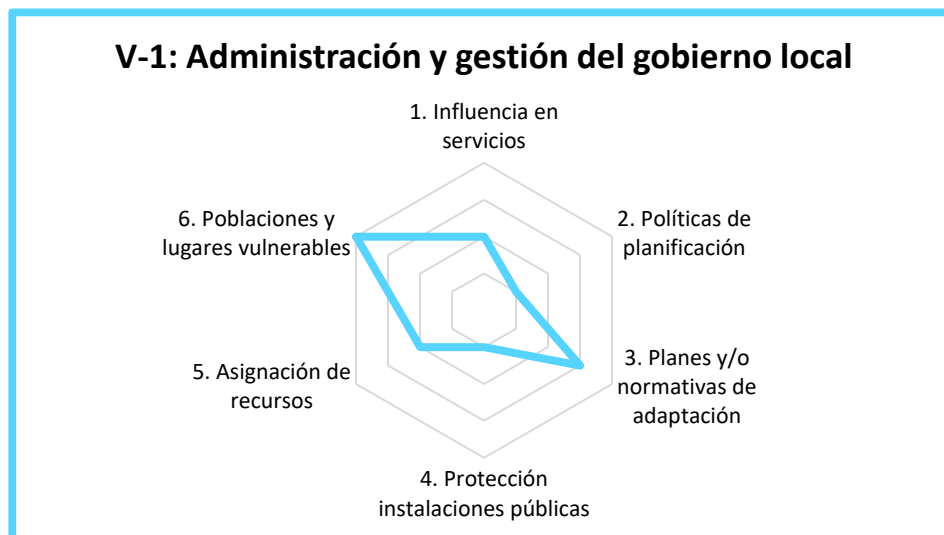 V-1: Administración y gestión del gobierno local
1. Influencia en
servicios
2. Políticas de
planificación
3. Planes y/o
normativas de
adaptación
4. Protección
instalaciones públicas
5. Asignación de
recursos
6. Poblaciones y
lugares vulnerables